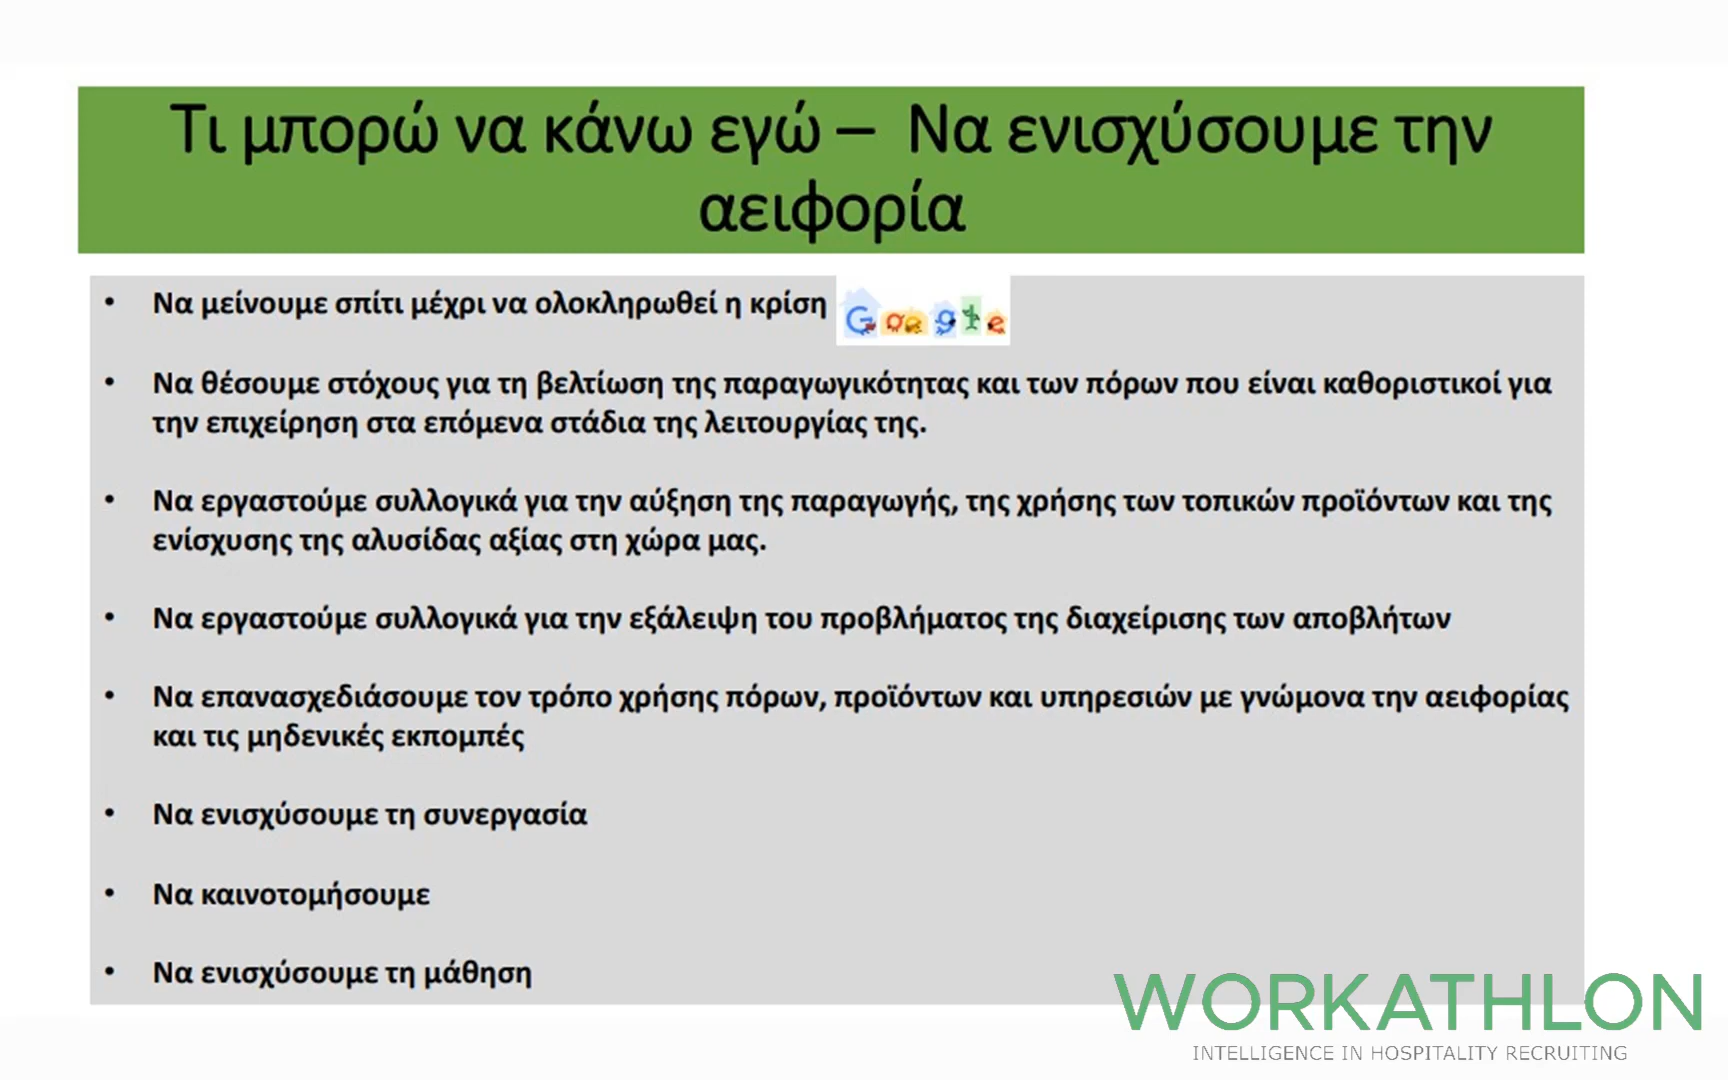 Τι μπορώ να κάνω εγώ – Να ενισχύσουμε την
αειφορία
• Να μείνουμε σπίτι μέχρι να ολοκληρωθεί η κρίση Google
• Να θέσουμε στόχους για τη βελτίωση της παραγωγικότητας και των πόρων που είναι καθοριστικοί για
την επιχείρηση στα επόμενα στάδια της λειτουργίας της.
• Να εργαστούμε συλλογικά για την αύξηση της παραγωγής, της χρήσης των τοπικών προϊόντων και της
ενίσχυσης της αλυσίδας αξίας στη χώρα μας.
• Να εργαστούμε συλλογικά για την εξάλειψη του προβλήματος της διαχείρισης των αποβλήτων
• Να επανασχεδιάσουμε τον τρόπο χρήσης πόρων, προϊόντων και υπηρεσιών με γνώμονα την αειφορίας
και τις μηδενικές εκπομπές
• Να ενισχύσουμε τη συνεργασία
• Να καινοτομήσουμε
• Να ενισχύσουμε τη μάθηση
WORKATHLON
INTELLIGENCE IN HOSPITALITY RECRUITING